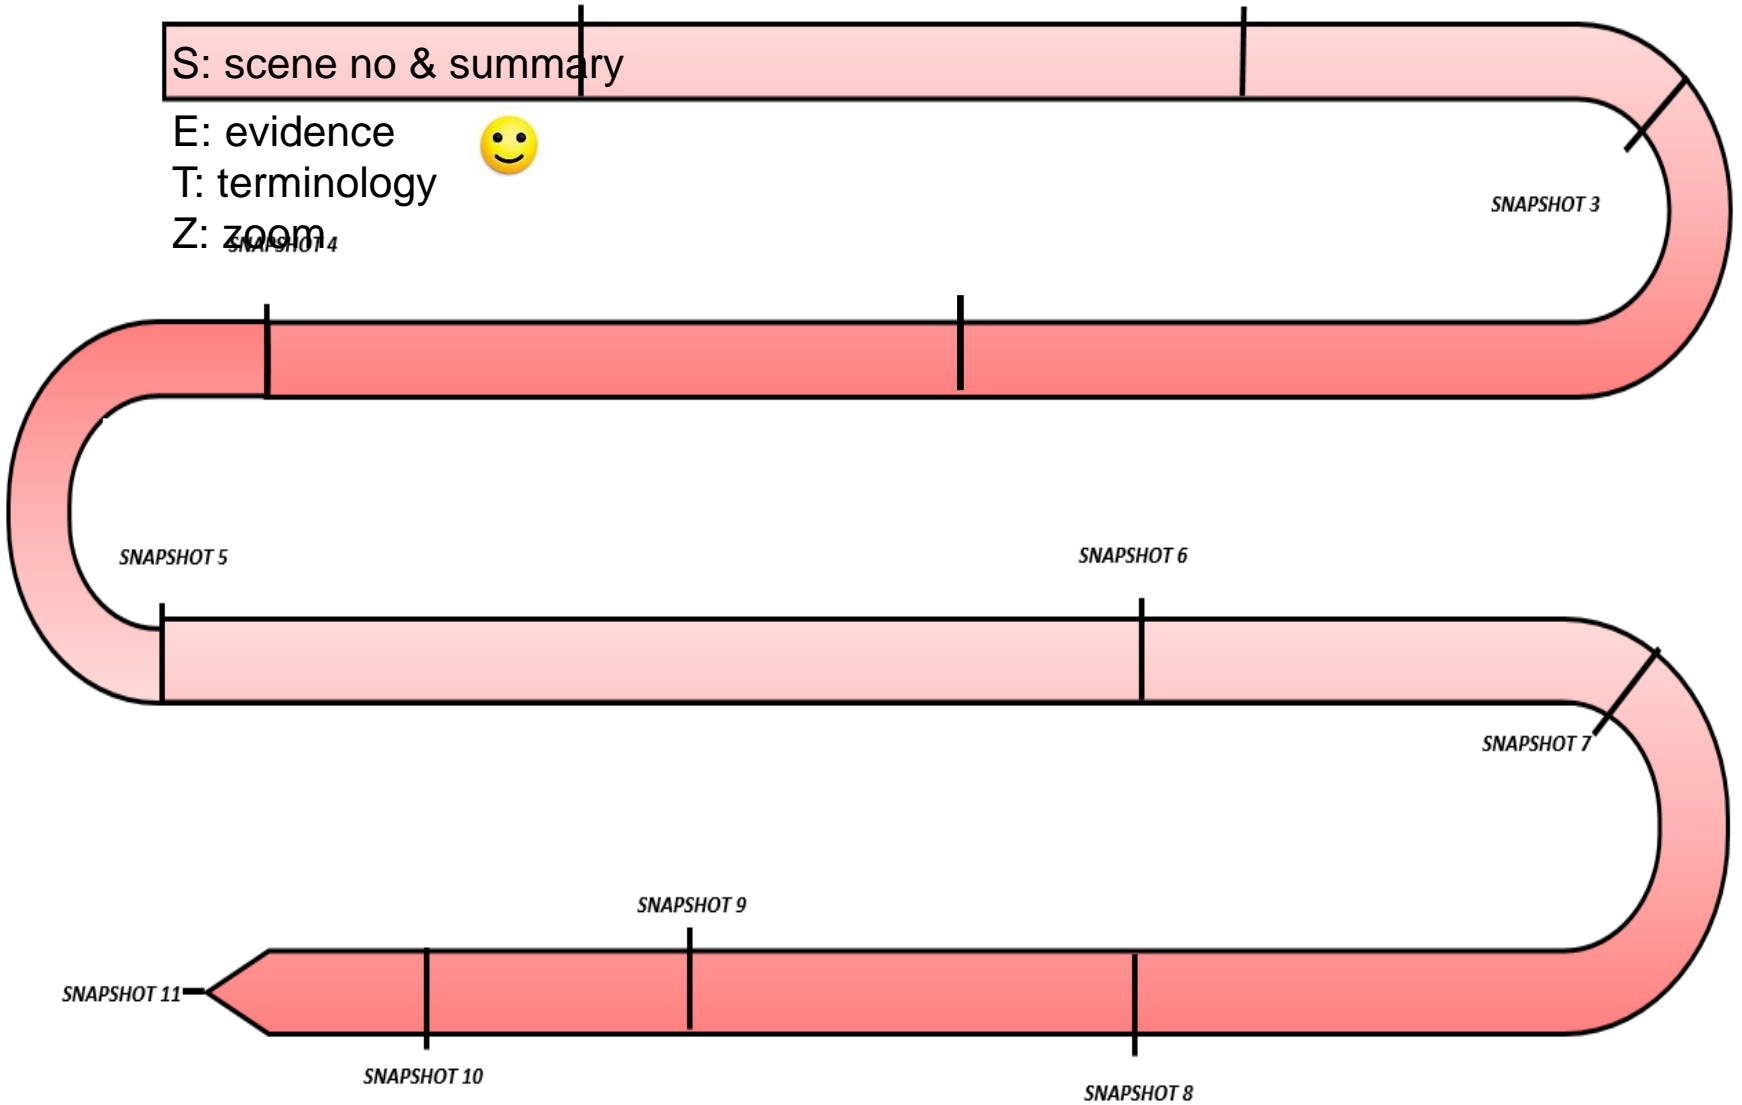 S: scene no & summary
E: evidence
T: terminology
Z: zoom
SNAPSHOT 3
SNAPSHOT 4
SNAPSHOT 5
SNAPSHOT 6
SNAPSHOT 7
SNAPSHOT 9
SNAPSHOT 11
SNAPSHOT 10
SNAPSHOT 8